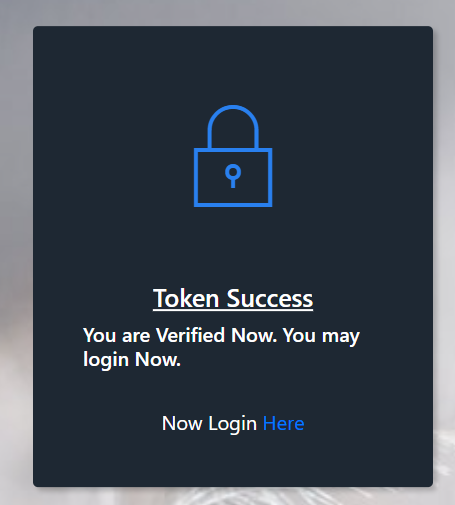 Token Success
You are Verified Now. You may
login Now.
Now Login Here